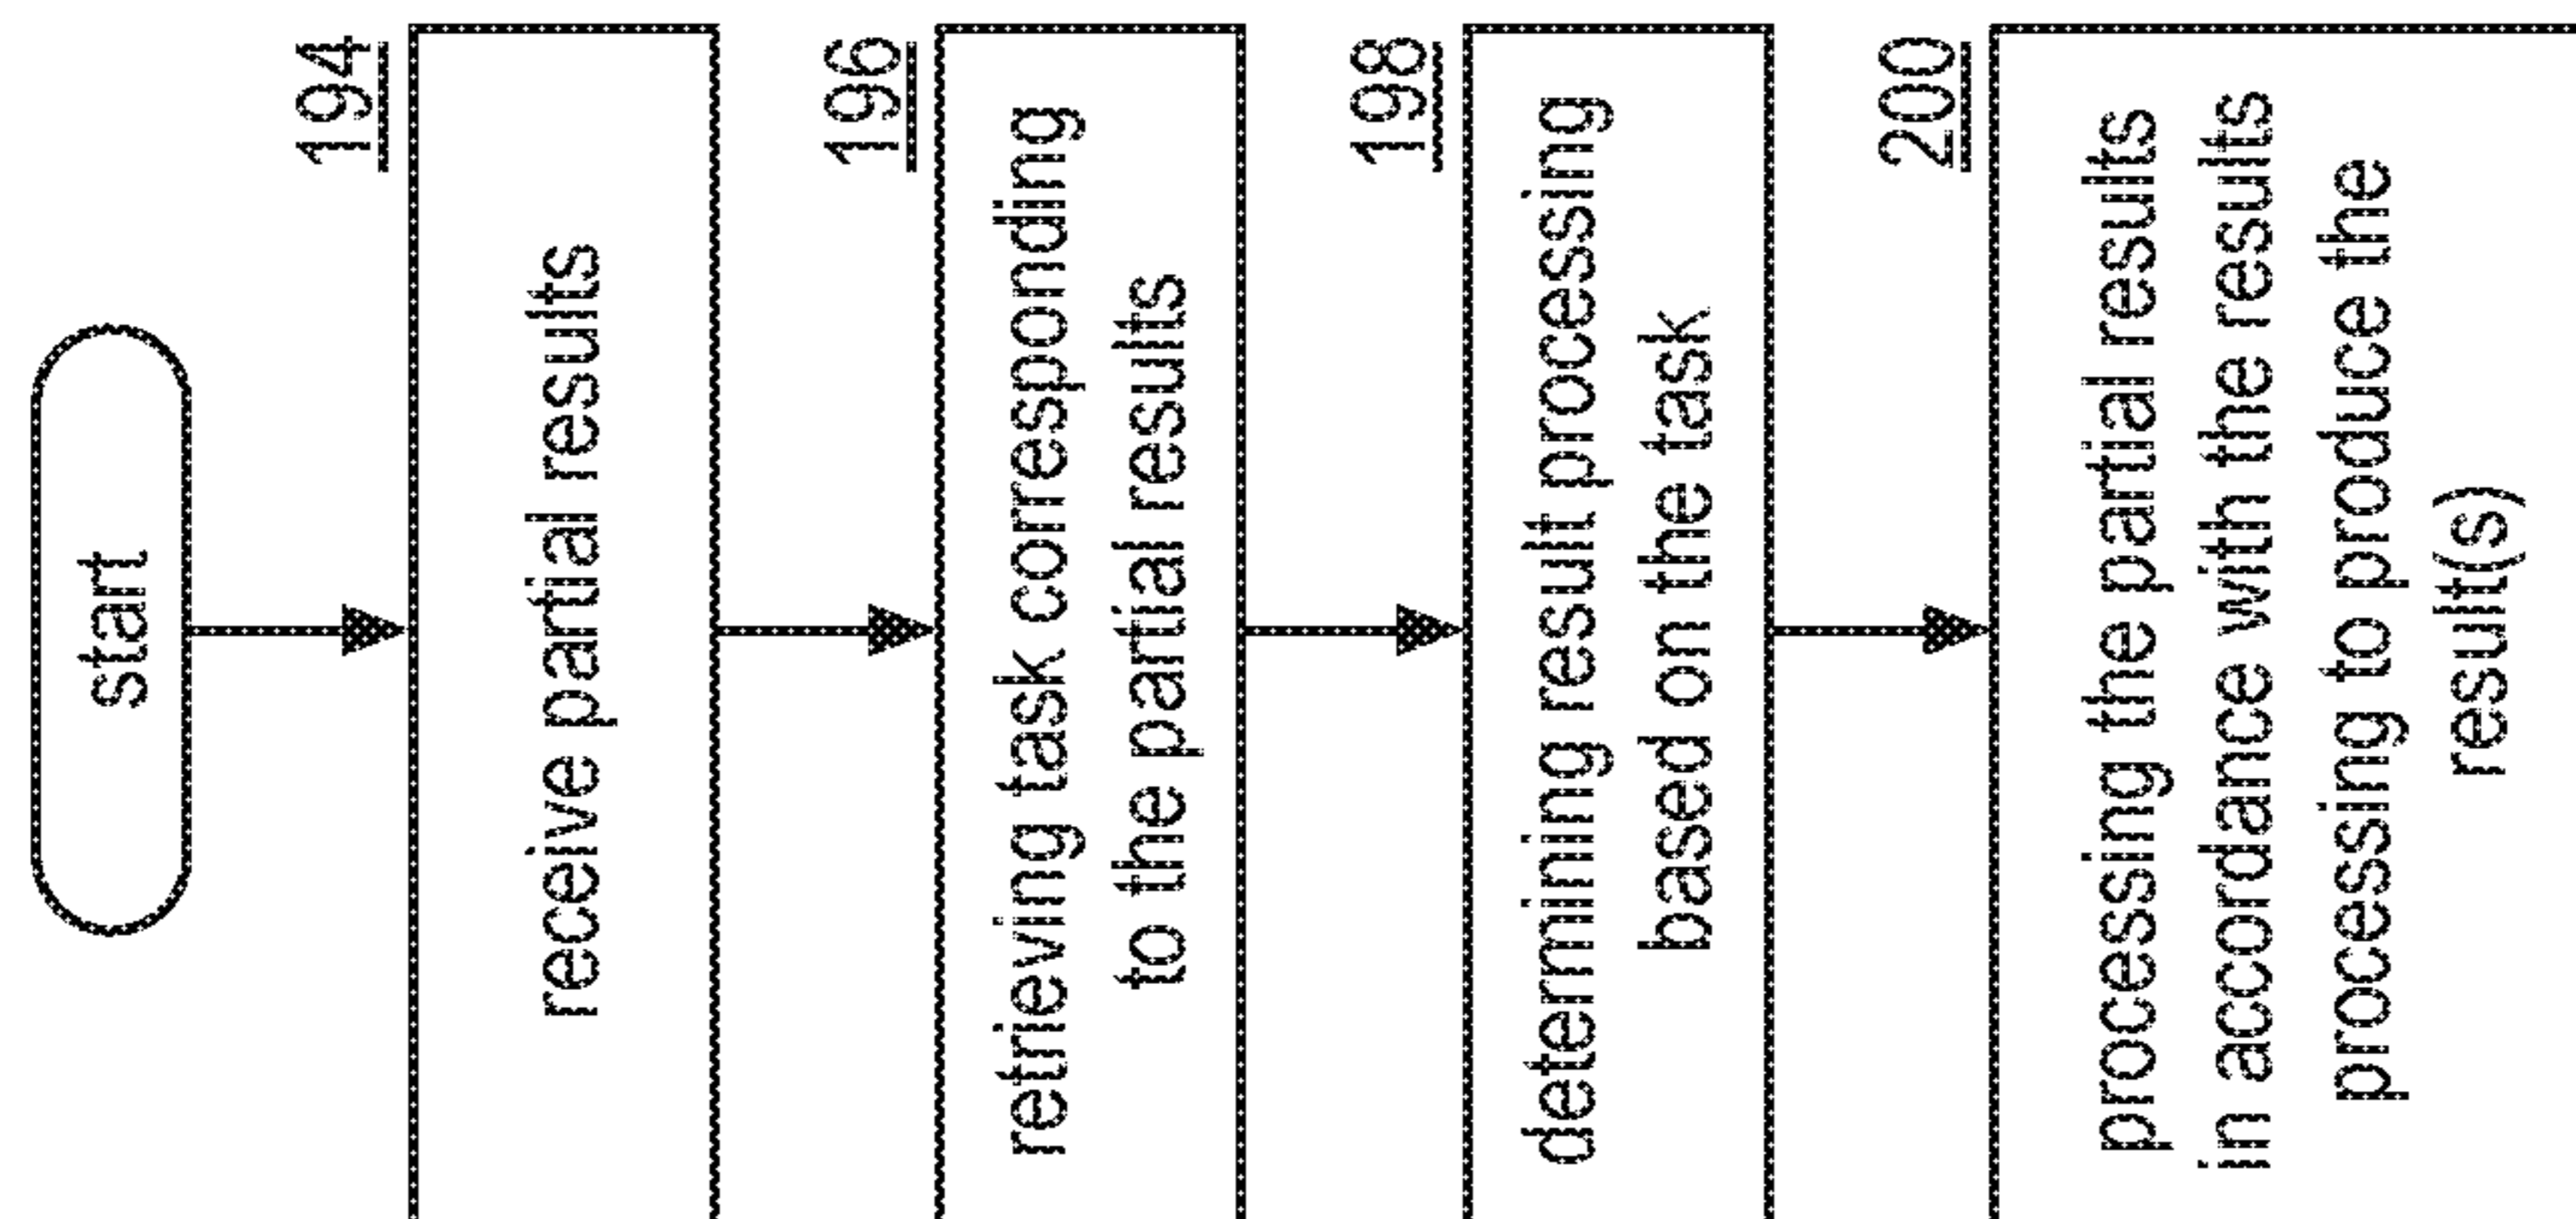 start
194
receive partial results
196
retrieving task corresponding
to the partial results
198
determining result processing
based on the task
200
processing the partial results
in accordance with the results
processing to produce the
result(s)